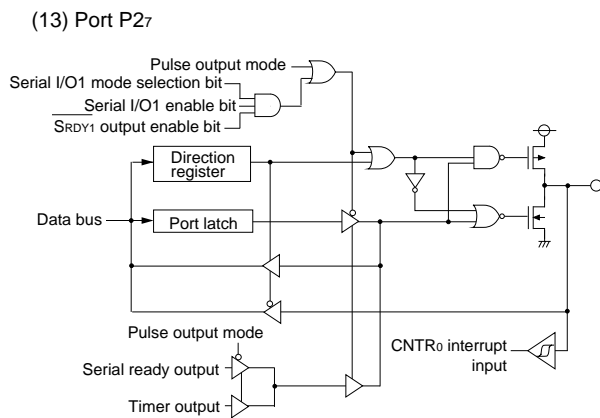 (13) Port P27
Pulse output mode
Serial I/O1 mode selection bit
Serial I/O1 enable bit
SRDY1 output enable bit
Direction register
Data bus
Port latch
Pulse output mode
Serial ready output
Timer output
CNTR0 interrupt input